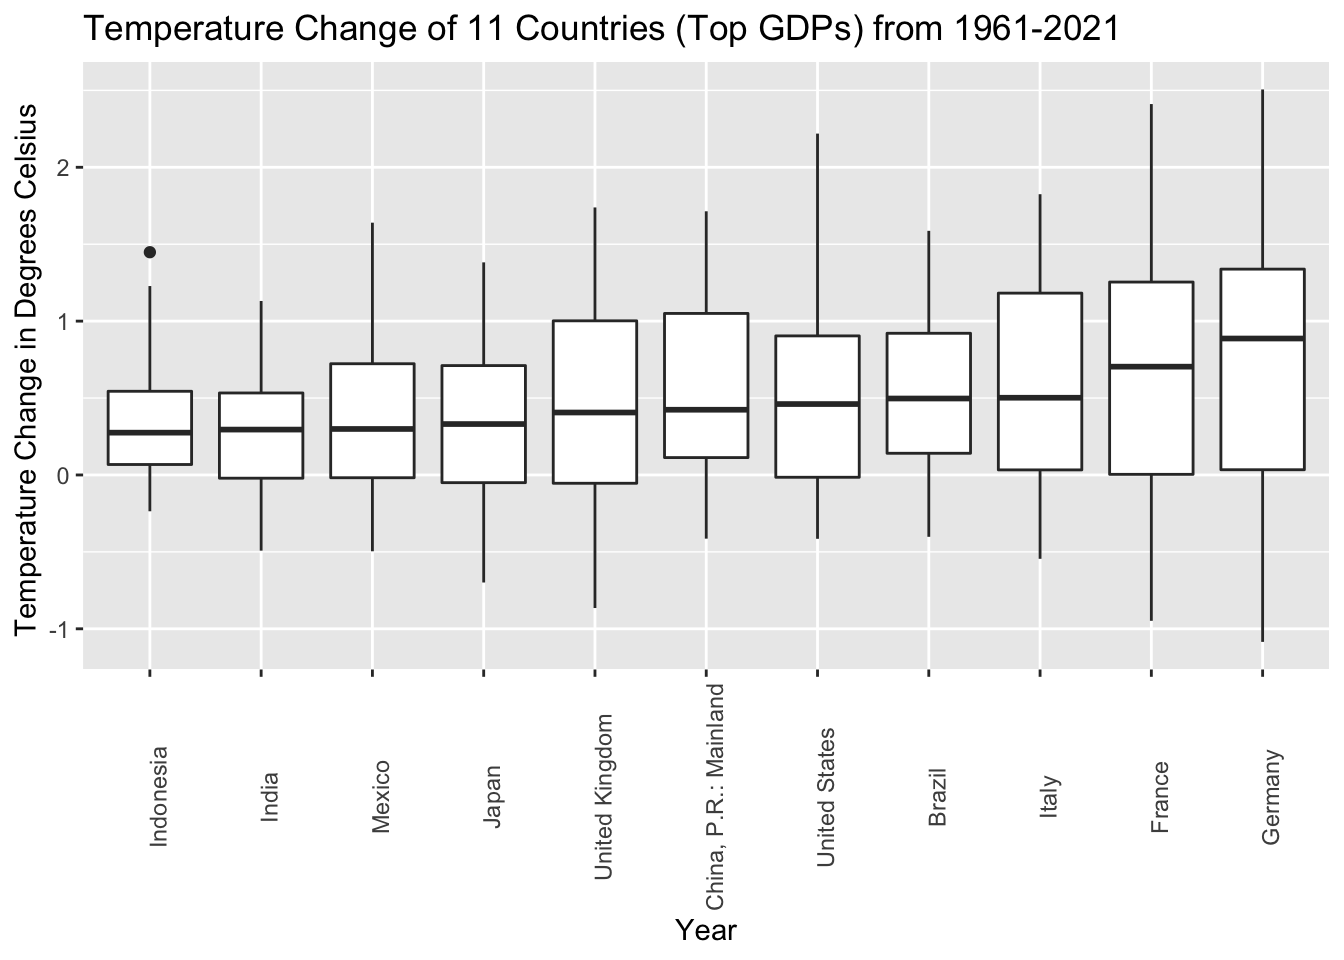 Temperature Change of 11 Countries (Top GDPs) from 1961-2021
Temperature Change in Degrees Celsius
2
1
0
-1
Indonesia
India
Mexico
Japan
United Kingdom
China, P.R.: Mainland
United States
Brazil
Italy
France
Germany
Year